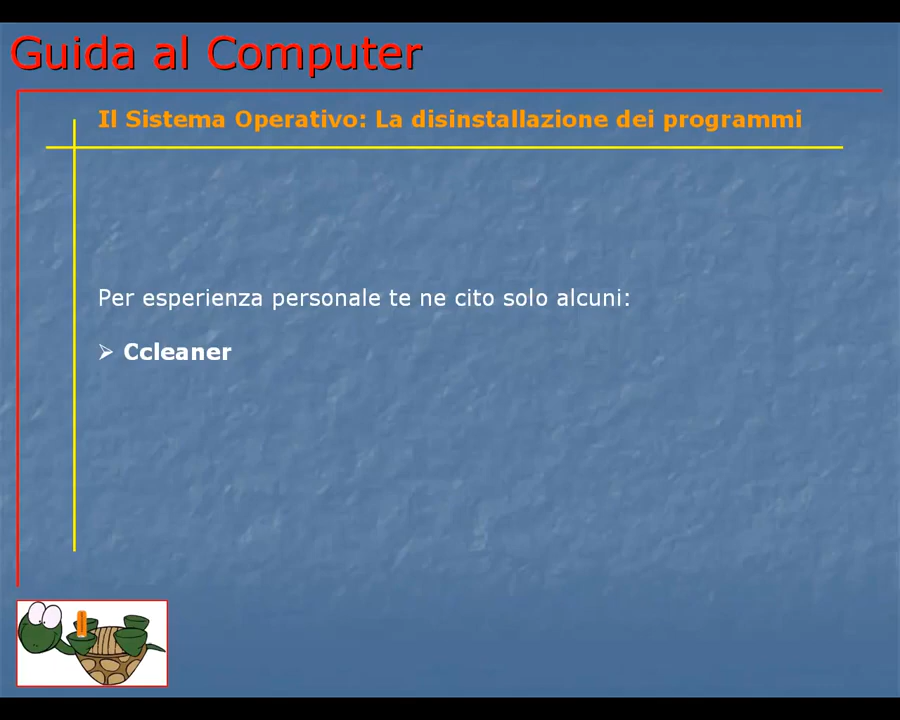 Guida al Computer
Il Sistema Operativo: La disinstallazione dei programmi
Per esperienza personale te ne cito solo alcuni:
➢ Ccleaner